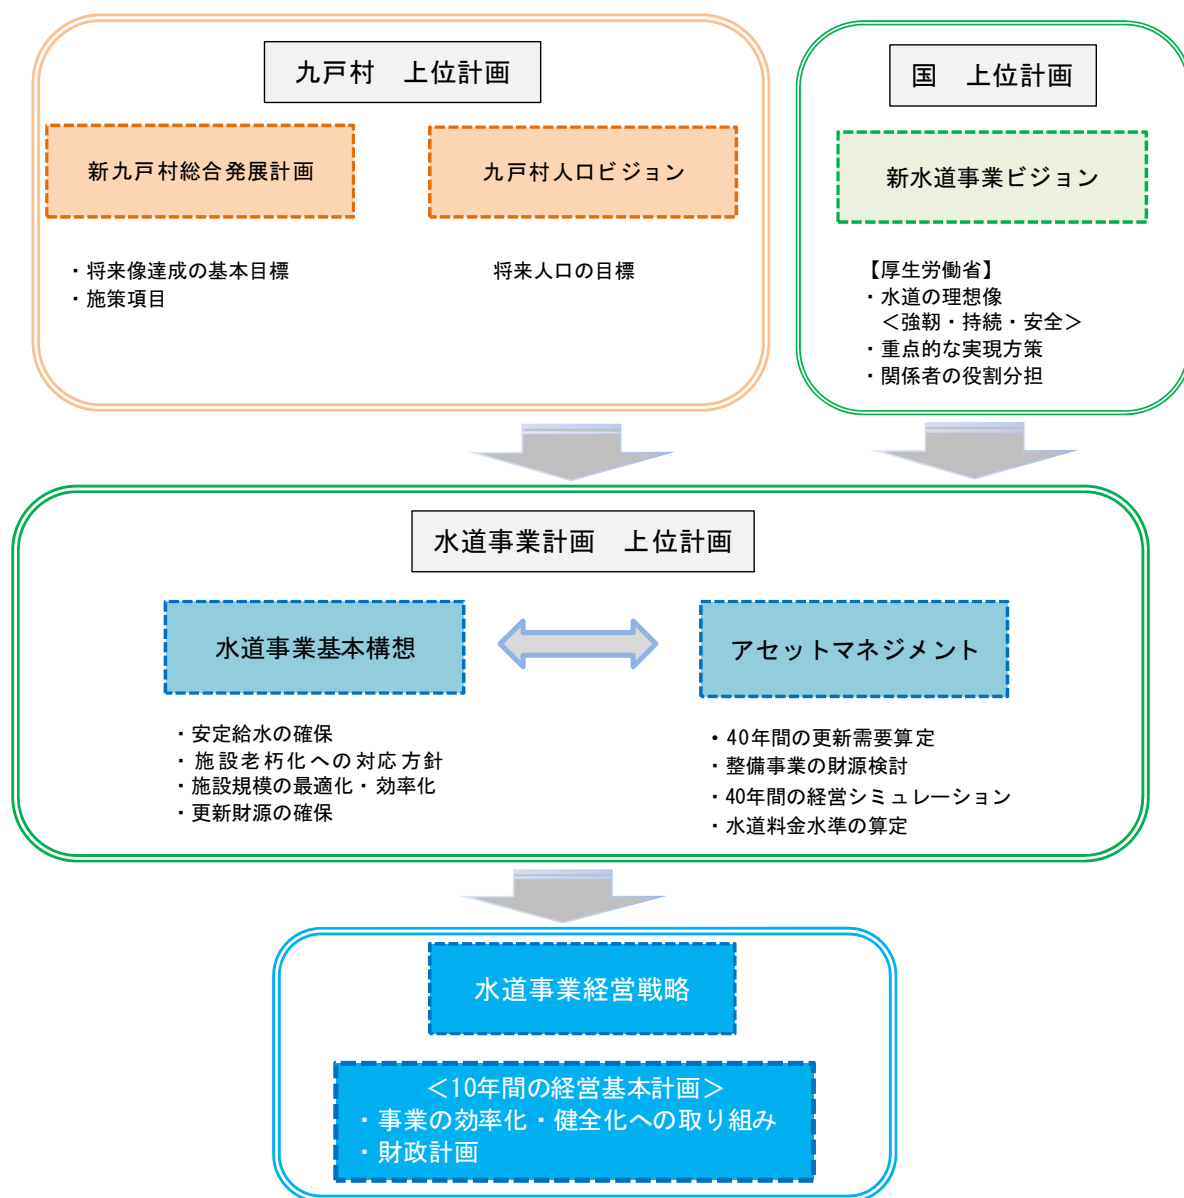 九戸村　上位計画
新九戸村総合発展計画
・将来像達成の基本目標
・施策項目
九戸村人口ビジョン
将来人口の目標
国　上位計画
新水道事業ビジョン
【厚生労働省】
・水道の理想像
＜強靭・持続・安全＞
・重点的な実現方策
・関係者の役割分担
水道事業計画　上位計画
水道事業基本構想
・安定給水の確保
・施設老朽化への対応方針
・施設規模の最適化・効率化
・更新財源の確保
アセットマネジメント
・40年間の更新需要算定
・整備事業の財源検討
・40年間の経営シミュレーション
・水道料金水準の算定
水道事業経営戦略
＜10年間の経営基本計画＞
・事業の効率化・健全化への取り組み
・財政計画